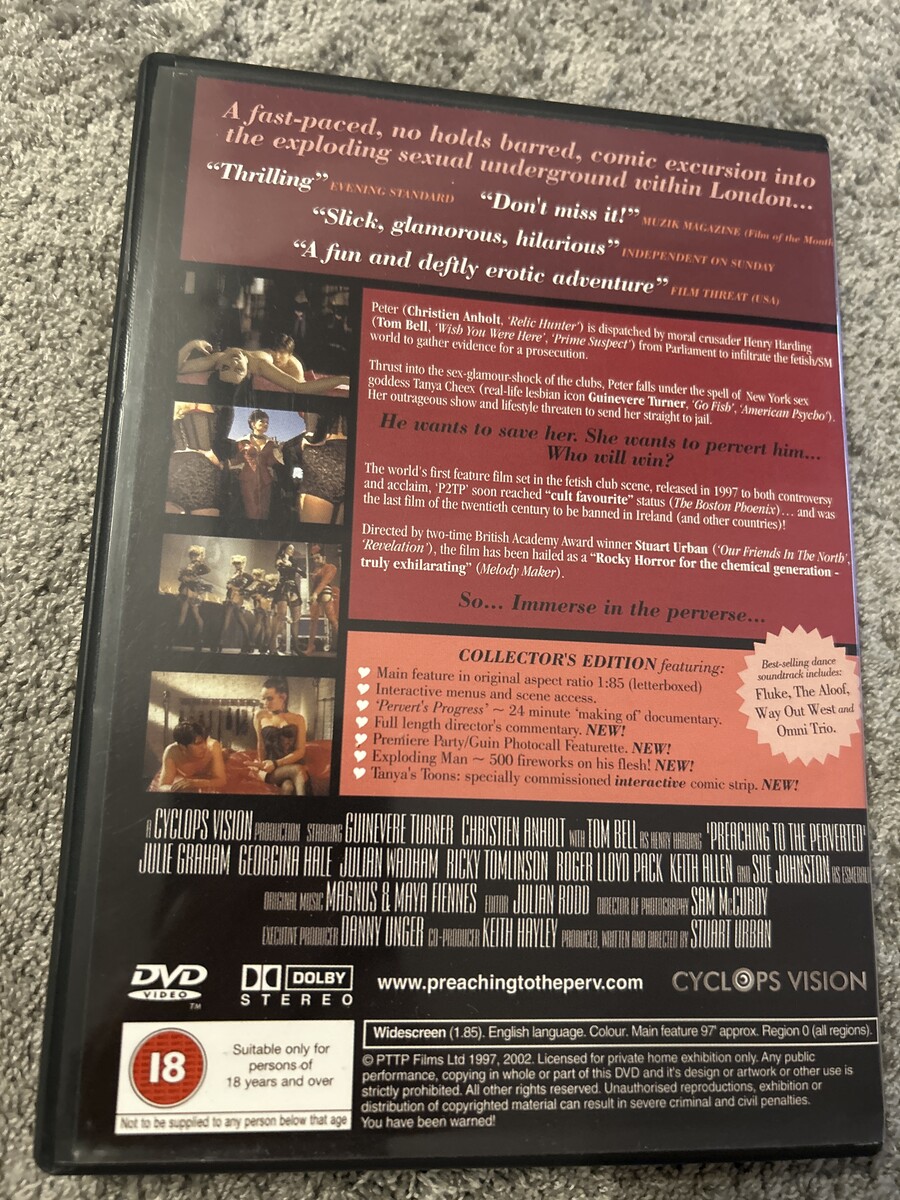 A fast-paced, no holds barred, comic excursion into
the exploding sexual underground within London...
“Thrilling” EVENING STANDARD “Don't miss it!” MUZIK MAGAZINE (Film of the Month
“Slick, glamorous, hilarious” INDEPENDENT ON SUNDAY
“A fun and deftly erotic adventure” FILM THREAT (USA)
Peter (Christien Anholt, ‘Relic Hunter’) is dispatched by moral crusader Henry Harding
(Tom Bell, ‘Wish You Were Here’, ‘Prime Suspect’) from Parliament to infiltrate the fetish/SM
world to gather evidence for a prosecution.
Thrust into the sex-glamour-shock of the clubs, Peter falls under the spell of New York sex
goddess Tanya Cheex (real-life lesbian icon Guinevere Turner, ‘Go Fish’, ‘American Psycho’).
Her outrageous show and lifestyle threaten to send her straight to jail.
He wants to save her. She wants to pervert him...
Who will win?
The world's first feature film set in the fetish club scene, released in 1997 to both controversy
and acclaim, ‘P2TP’ soon reached “cult favourite” status (The Boston Phoenix)... and was
the last film of the twentieth century to be banned in Ireland (and other countries)!
Directed by two-time British Academy Award winner Stuart Urban (‘Our Friends In The North’,
‘Revelation’), the film has been hailed as a “Rocky Horror for the chemical generation -
truly exhilarating” (Melody Maker).
So... Immerse in the perverse...
COLLECTOR'S EDITION featuring:
Main feature in original aspect ratio 1:85 (letterboxed)
Interactive menus and scene access.
‘Pervert's Progress’ ~ 24 minute ‘making of’ documentary.
Full length director's commentary. NEW!
Premiere Party/Guin Photocall Featurette. NEW!
Exploding Man ~ 500 fireworks on his flesh! NEW!
Tanya's Toons: specially commissioned interactive comic strip. NEW!
Best-selling dance
soundtrack includes:
Fluke, The Aloof,
Way Out West and
Omni Trio.
A CYCLOPS VISION PRODUCTION STARRING GUINEVERE TURNER CHRISTIEN ANHOLT WITH TOM BELL AS HENRY HARDING ‘PREACHING TO THE PERVERTED’
JULIE GRAHAM GEORGINA HALE JULIAN WADHAM RICKY TOMLINSON ROGER LLOYD PACK KEITH ALLEN AND SUE JOHNSTON AS ESMERAL
ORIGINAL MUSIC MAGNUS & MAYA FIENNES EDITOR JULIAN RODD DIRECTOR OF PHOTOGRAPHY SAM McCURDY
EXECUTIVE PRODUCER DANNY UNGER CO-PRODUCER KEITH HAYLEY PRODUCED, WRITTEN AND DIRECTED BY STUART URBAN
DVD VIDEO TM DOLBY STEREO www.preachingtotheperv.com CYCLOPS VISION
Widescreen (1.85). English language. Colour. Main feature 97' approx. Region 0 (all regions).
18
Suitable only for
persons of
18 years and over
Not to be supplied to any person below that age
© PTTP Films Ltd 1997, 2002. Licensed for private home exhibition only. Any public
performance, copying in whole or part of this DVD and it's design or artwork or other use is
strictly prohibited. All other rights reserved. Unauthorised reproductions, exhibition or
distribution of copyrighted material can result in severe criminal and civil penalties.
You have been warned!